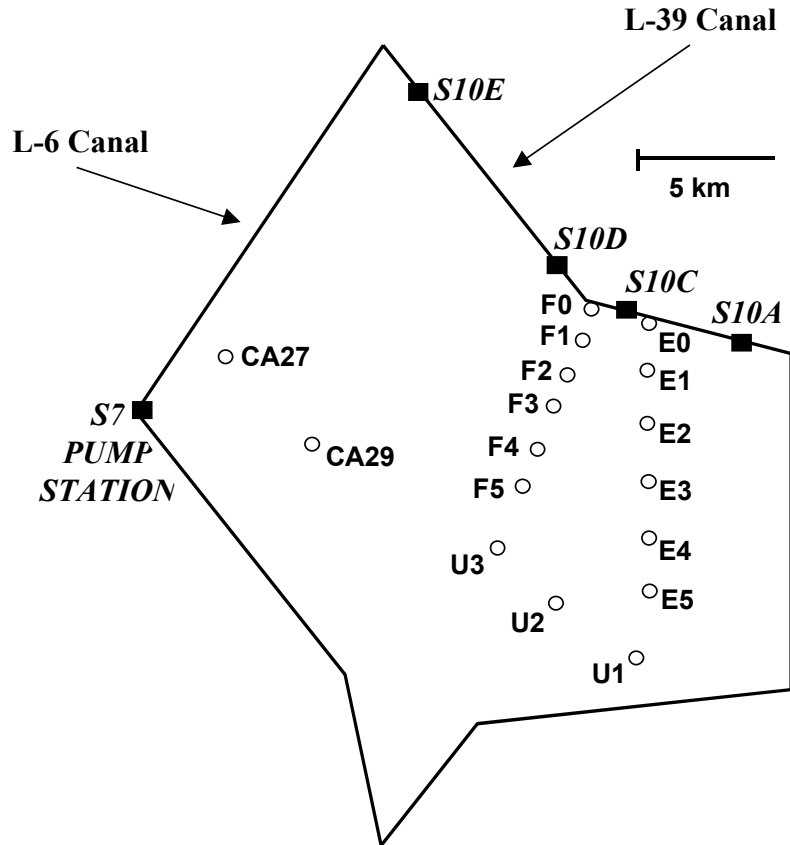 L-39 Canal
S10E
L-6 Canal
5 km
S10D
S10C
F0
S10A
F1
E0
CA27
F2
E1
F3
S7
PUMP
STATION
E2
F4
CA29
F5
E3
E4
U3
E5
U2
U1